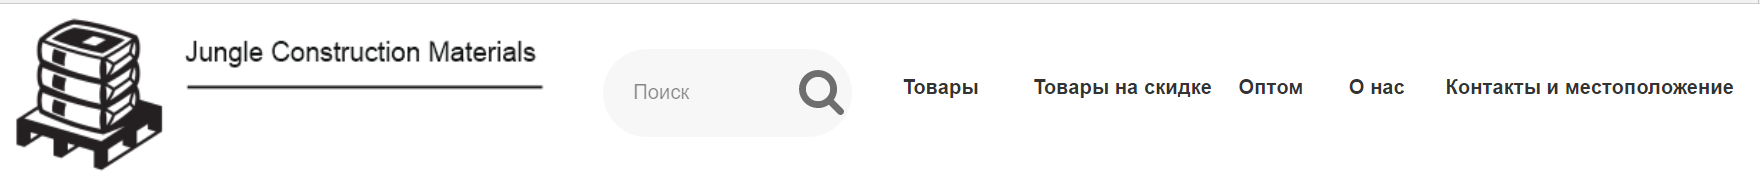 Jungle Construction Materials
Поиск
Товары
Товары на скидке
Оптом
О нас
Контакты и местоположение